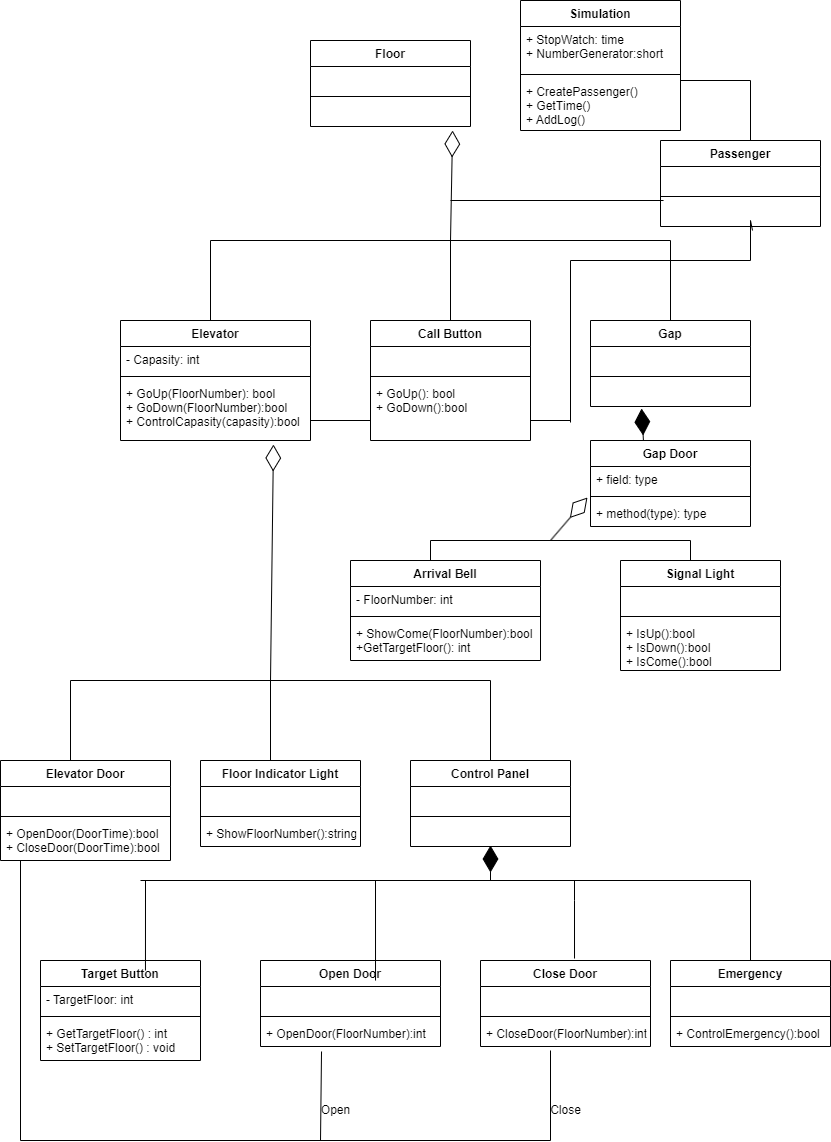 Simulation
+ StopWatch: time
+ NumberGenerator:short
+ CreatePassenger()
+ GetTime()
+ AddLog()
Floor
Passenger
Elevator
- Capasity: int
+ GoUp(FloorNumber): bool
+ GoDown(FloorNumber):bool
+ ControlCapasity(capasity):bool
Call Button
+ GoUp(): bool
+ GoDown():bool
Gap
Gap Door
+ field: type
+ method(type): type
Arrival Bell
- FloorNumber: int
+ ShowCome(FloorNumber):bool
+GetTargetFloor(): int
Signal Light
+ IsUp():bool
+ IsDown():bool
+ IsCome():bool
Elevator Door
+ OpenDoor(DoorTime):bool
+ CloseDoor(DoorTime):bool
Floor Indicator Light
+ ShowFloorNumber():string
Control Panel
Target Button
- TargetFloor: int
+ GetTargetFloor() : int
+ SetTargetFloor() : void
Open Door
+ OpenDoor(FloorNumber):int
Close Door
+ CloseDoor(FloorNumber):int
Emergency
+ ControlEmergency():bool
Open
Close